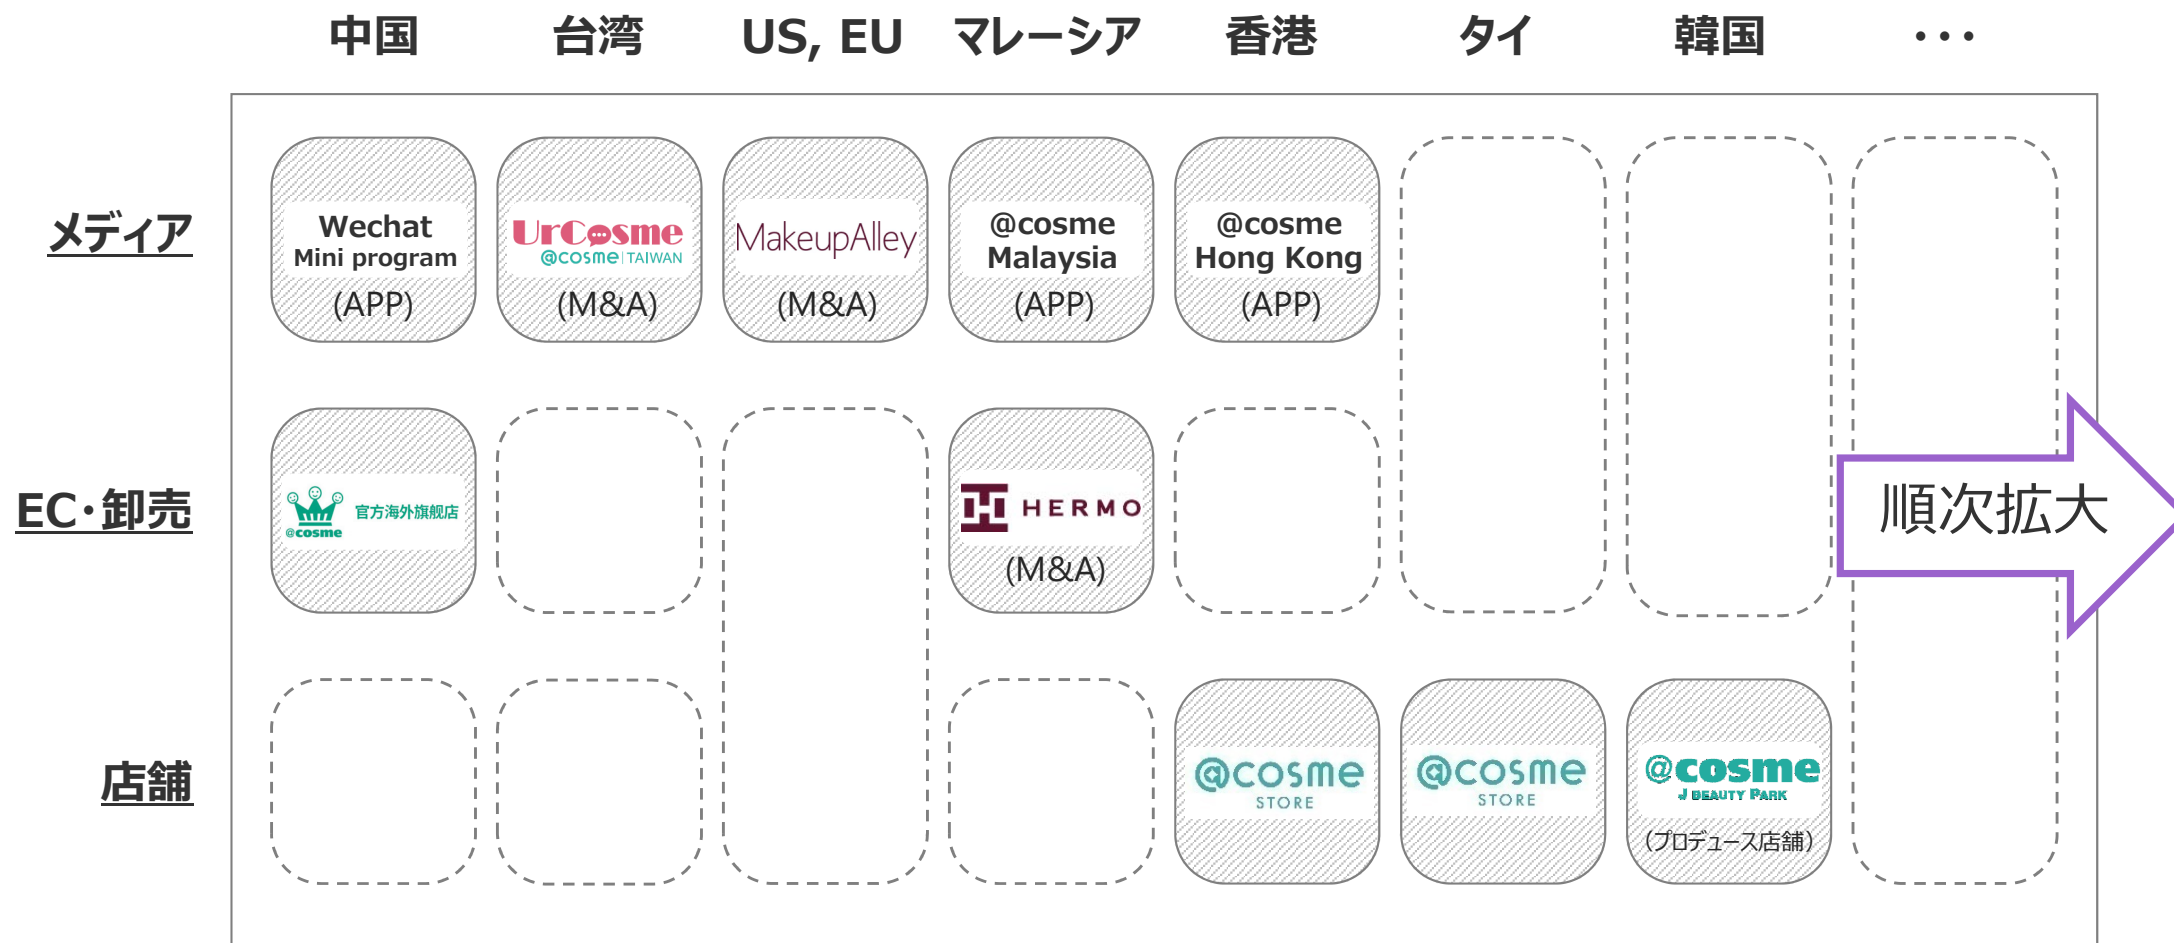 中国 台湾 US, EU マレーシア 香港 タイ 韓国 ・・・
メディア
Wechat
Mini program
(APP)
UrCosme
@cosme TAIWAN
(M&A)
MakeupAlley
(M&A)
@cosme
Malaysia
(APP)
@cosme
Hong Kong
(APP)
EC・卸売
@cosme
官方海外旗舰店
HERMO
(M&A)
順次拡大
店舗
@cosme
STORE
@cosme
STORE
@cosme
J BEAUTY PARK
(プロデュース店舗)